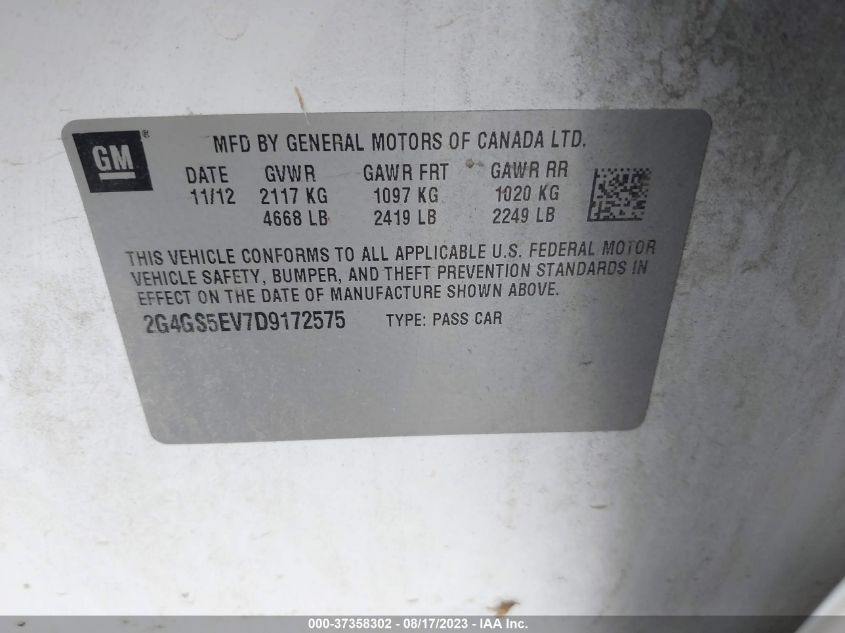 GM ®
MFD BY GENERAL MOTORS OF CANADA LTD.
DATE GVWR GAWR FRT GAWR RR
11/12 2117 KG 1097 KG 1020 KG
4668 LB 2419 LB 2249 LB
THIS VEHICLE CONFORMS TO ALL APPLICABLE U.S. FEDERAL MOTOR
VEHICLE SAFETY, BUMPER, AND THEFT PREVENTION STANDARDS IN
EFFECT ON THE DATE OF MANUFACTURE SHOWN ABOVE.
2G4GS5EV7D9172575 TYPE: PASS CAR
000-37358302 - 08/17/2023 - IAA Inc.